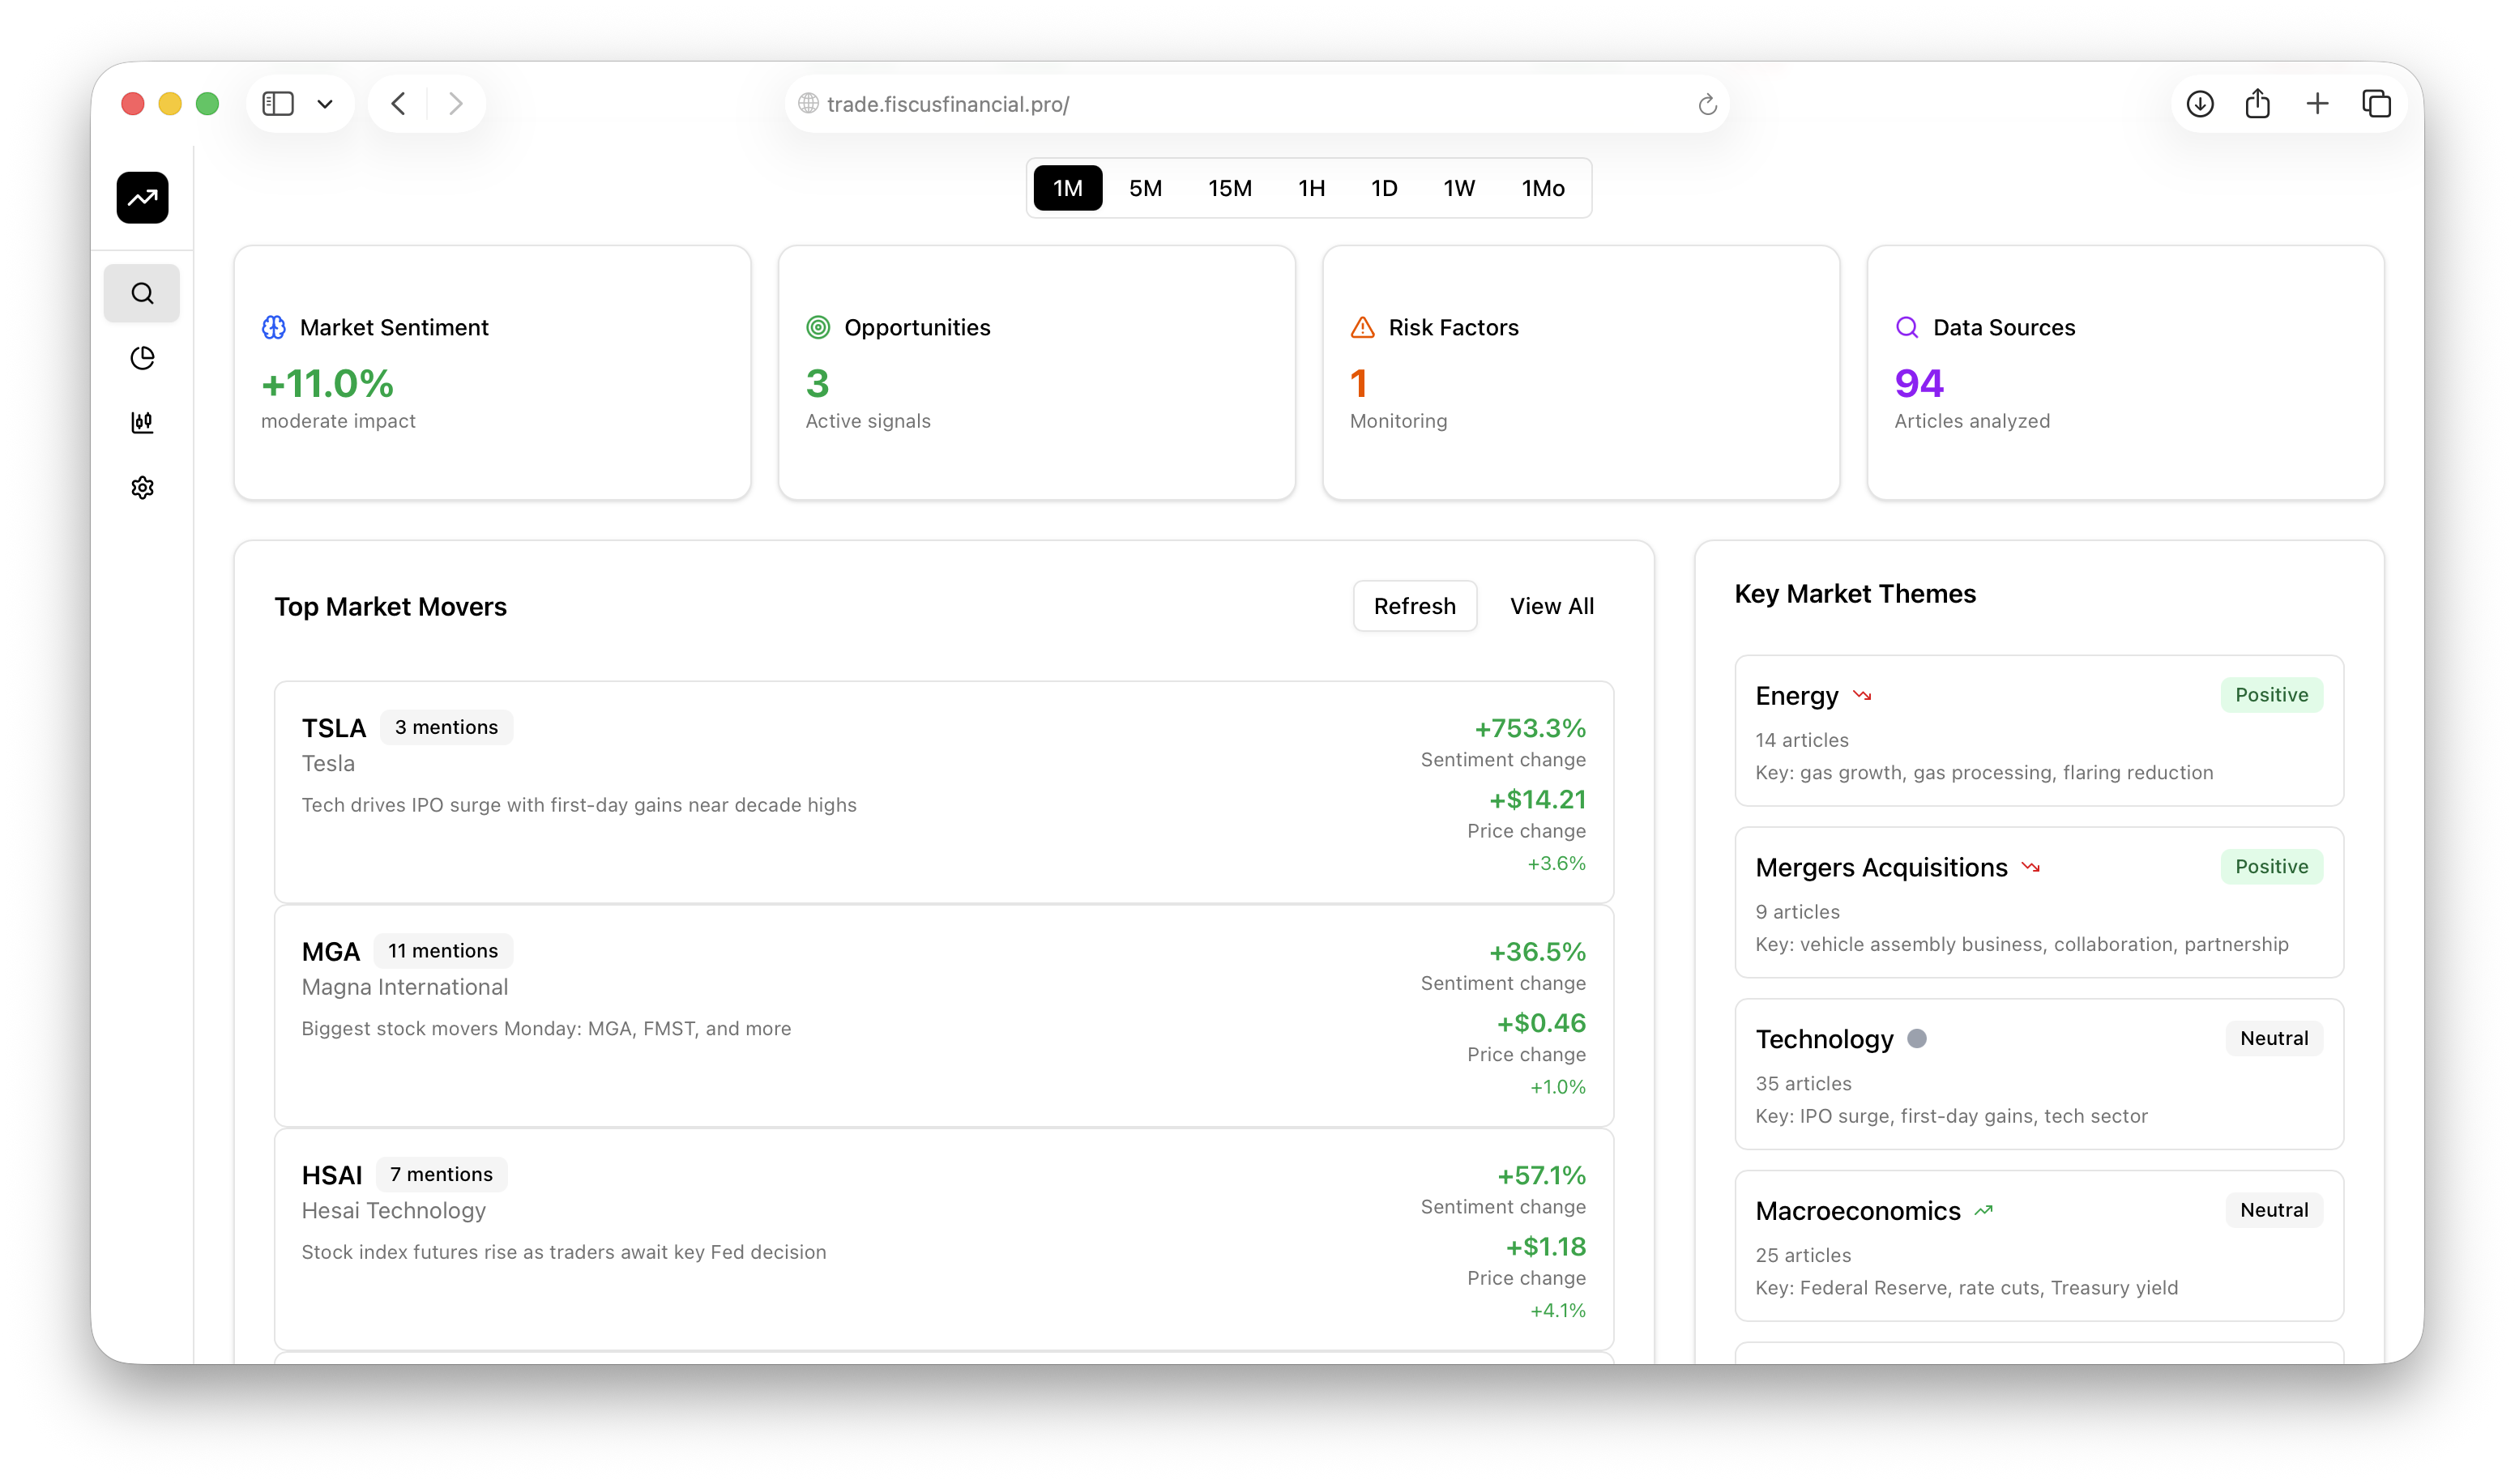 trade.fiscusfinancial.pro/
1M 5M 15M 1H 1D 1W 1Mo
Market Sentiment
+11.0%
moderate impact
Opportunities
3
Active signals
Risk Factors
1
Monitoring
Data Sources
94
Articles analyzed
Top Market Movers
Refresh View All
TSLA 3 mentions
Tesla
Tech drives IPO surge with first-day gains near decade highs
+753.3%
Sentiment change
+$14.21
Price change
+3.6%
MGA 11 mentions
Magna International
Biggest stock movers Monday: MGA, FMST, and more
+36.5%
Sentiment change
+$0.46
Price change
+1.0%
HSAI 7 mentions
Hesai Technology
Stock index futures rise as traders await key Fed decision
+57.1%
Sentiment change
+$1.18
Price change
+4.1%
Key Market Themes
Energy Positive
14 articles
Key: gas growth, gas processing, flaring reduction
Mergers Acquisitions Positive
9 articles
Key: vehicle assembly business, collaboration, partnership
Technology Neutral
35 articles
Key: IPO surge, first-day gains, tech sector
Macroeconomics Neutral
25 articles
Key: Federal Reserve, rate cuts, Treasury yield